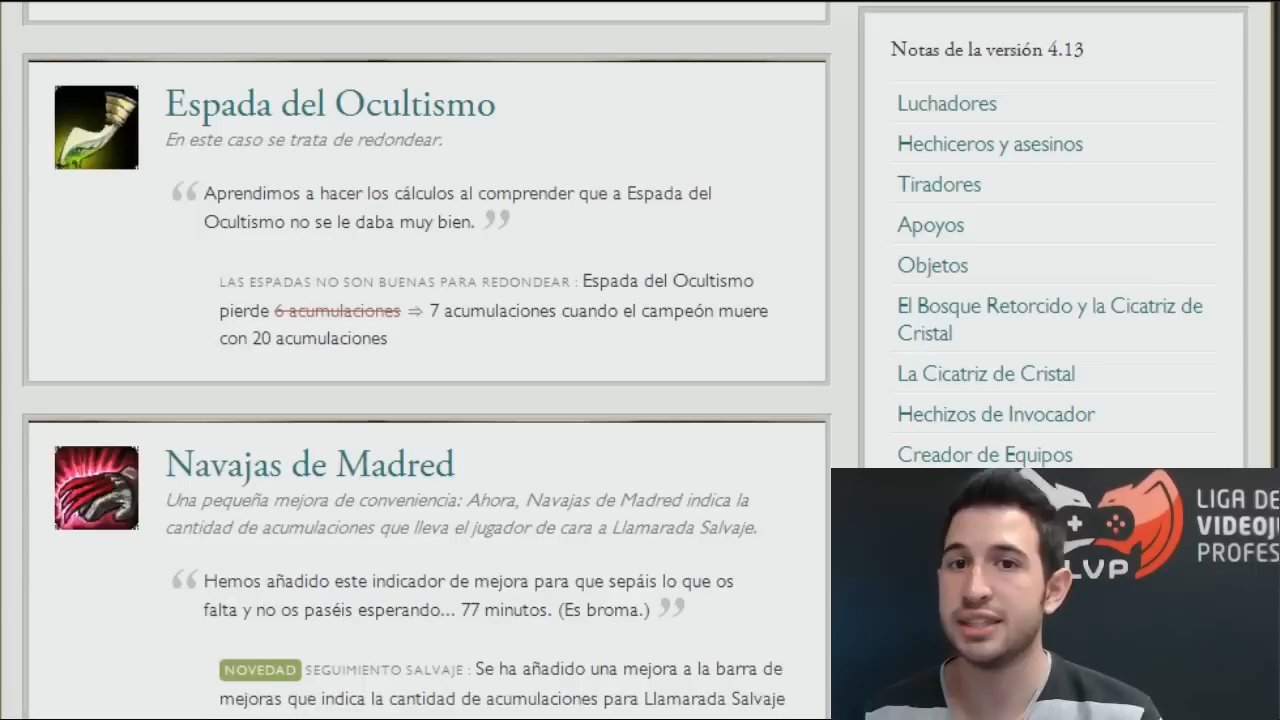 Espada del Ocultismo
En este caso se trata de redondear.
“ Aprendimos a hacer los cálculos al comprender que a Espada del
Ocultismo no se le daba muy bien. ”
LAS ESPADAS NO SON BUENAS PARA REDONDEAR : Espada del Ocultismo
pierde 6 acumulaciones ⇒ 7 acumulaciones cuando el campeón muere
con 20 acumulaciones
Navajas de Madred
Una pequeña mejora de conveniencia: Ahora, Navajas de Madred indica la
cantidad de acumulaciones que lleva el jugador de cara a Llamarada Salvaje.
“ Hemos añadido este indicador de mejora para que sepáis lo que os
falta y no os paséis esperando... 77 minutos. (Es broma.) ”
NOVEDAD SEGUIMIENTO SALVAJE : Se ha añadido una mejora a la barra de
mejoras que indica la cantidad de acumulaciones para Llamarada Salvaje
Notas de la versión 4.13
Luchadores
Hechiceros y asesinos
Tiradores
Apoyos
Objetos
El Bosque Retorcido y la Cicatriz de
Cristal
La Cicatriz de Cristal
Hechizos de Invocador
Creador de Equipos
LVP
LIGA DE
VIDEOJ
PROFES